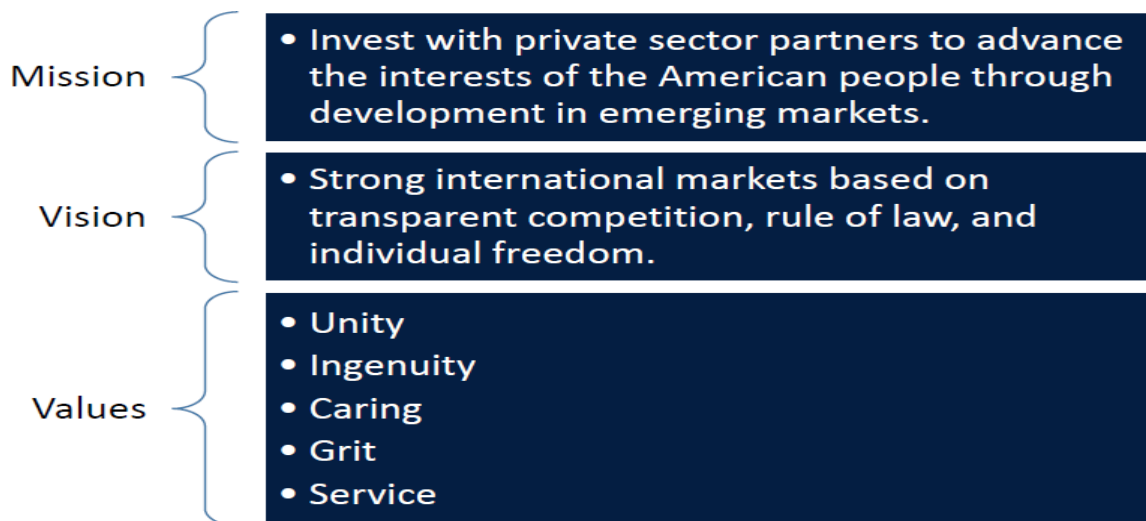 Mission
• Invest with private sector partners to advance
the interests of the American people through
development in emerging markets.
Vision
• Strong international markets based on
transparent competition, rule of law, and
individual freedom.
Values
• Unity
• Ingenuity
• Caring
• Grit
• Service